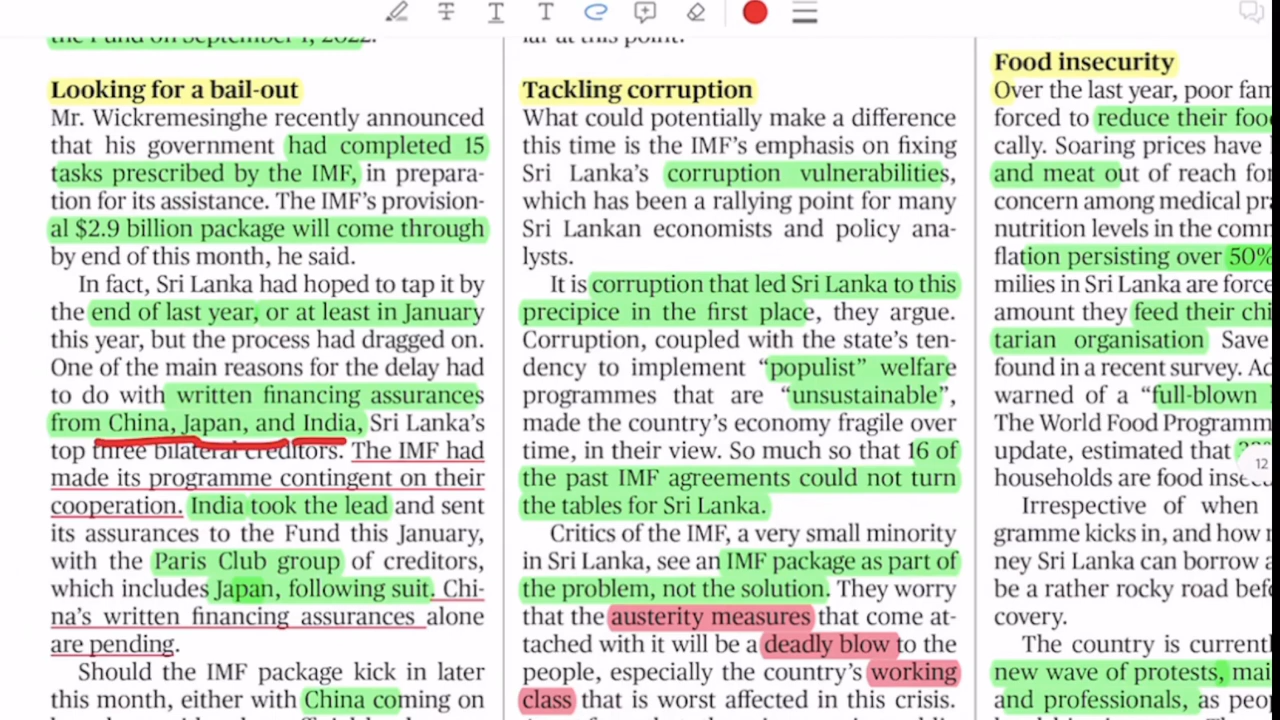 the Fund on September 1, 2022.
Looking for a bail-out
Mr. Wickremesinghe recently announced
that his government had completed 15
tasks prescribed by the IMF, in prepara-
tion for its assistance. The IMF’s provision-
al $2.9 billion package will come through
by end of this month, he said.
In fact, Sri Lanka had hoped to tap it by
the end of last year, or at least in January
this year, but the process had dragged on.
One of the main reasons for the delay had
to do with written financing assurances
from China, Japan, and India, Sri Lanka’s
top three bilateral creditors. The IMF had
made its programme contingent on their
cooperation. India took the lead and sent
its assurances to the Fund this January,
with the Paris Club group of creditors,
which includes Japan, following suit. Chi-
na’s written financing assurances alone
are pending.
Should the IMF package kick in later
this month, either with China coming on
far at this point.
Tackling corruption
What could potentially make a difference
this time is the IMF’s emphasis on fixing
Sri Lanka’s corruption vulnerabilities,
which has been a rallying point for many
Sri Lankan economists and policy ana-
lysts.
It is corruption that led Sri Lanka to this
precipice in the first place, they argue.
Corruption, coupled with the state’s ten-
dency to implement “populist” welfare
programmes that are “unsustainable”,
made the country’s economy fragile over
time, in their view. So much so that 16 of
the past IMF agreements could not turn
the tables for Sri Lanka.
Critics of the IMF, a very small minority
in Sri Lanka, see an IMF package as part of
the problem, not the solution. They worry
that the austerity measures that come at-
tached with it will be a deadly blow to the
people, especially the country’s working
class that is worst affected in this crisis.
Food insecurity
Over the last year, poor fam
forced to reduce their foo
cally. Soaring prices have
and meat out of reach for
concern among medical pra
nutrition levels in the comm
flation persisting over 50%
milies in Sri Lanka are force
amount they feed their chi
tarian organisation Save
found in a recent survey. Ad
warned of a “full-blown
The World Food Programm
update, estimated that
households are food insec
12
Irrespective of when
gramme kicks in, and how
ney Sri Lanka can borrow a
be a rather rocky road befo
covery.
The country is current
new wave of protests, mai
and professionals, as peop